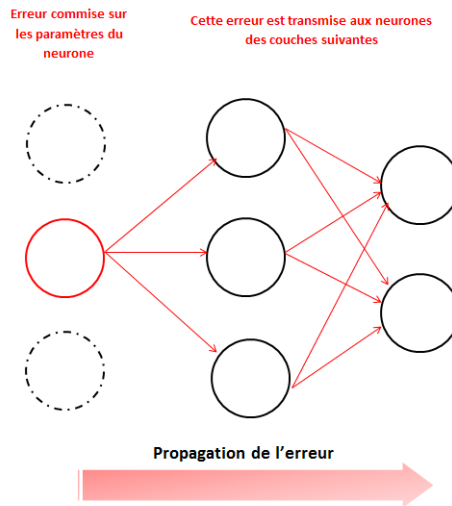 Erreur commise sur
les paramètres du
neurone
Cette erreur est transmise aux neurones
des couches suivantes
Propagation de l'erreur